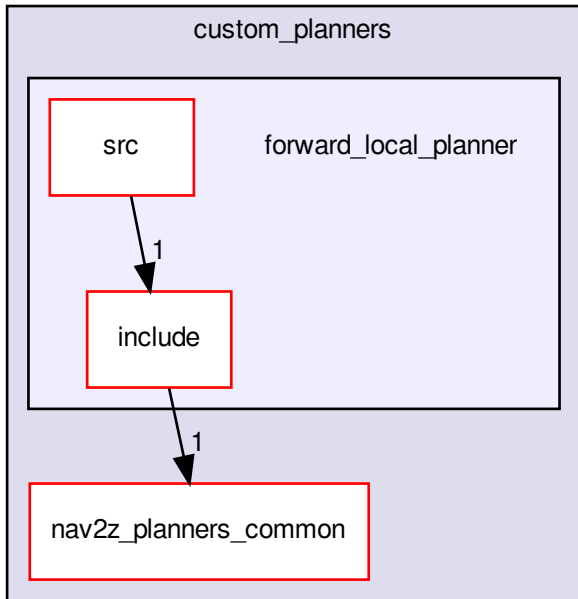 custom_planners
src
forward_local_planner
1
include
1
nav2z_planners_common